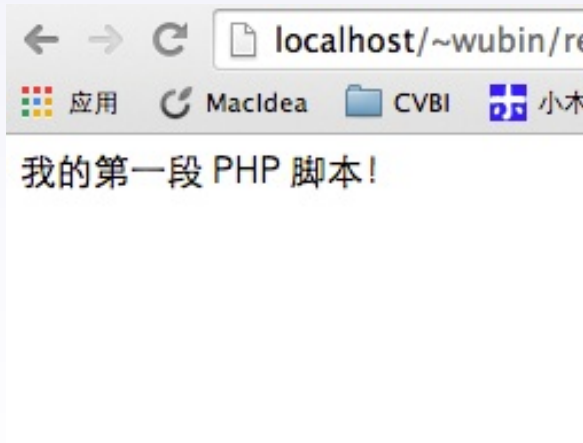 localhost/~wubin/re
应用 MacIdea CVBI 小木
我的第一段 PHP 脚本！